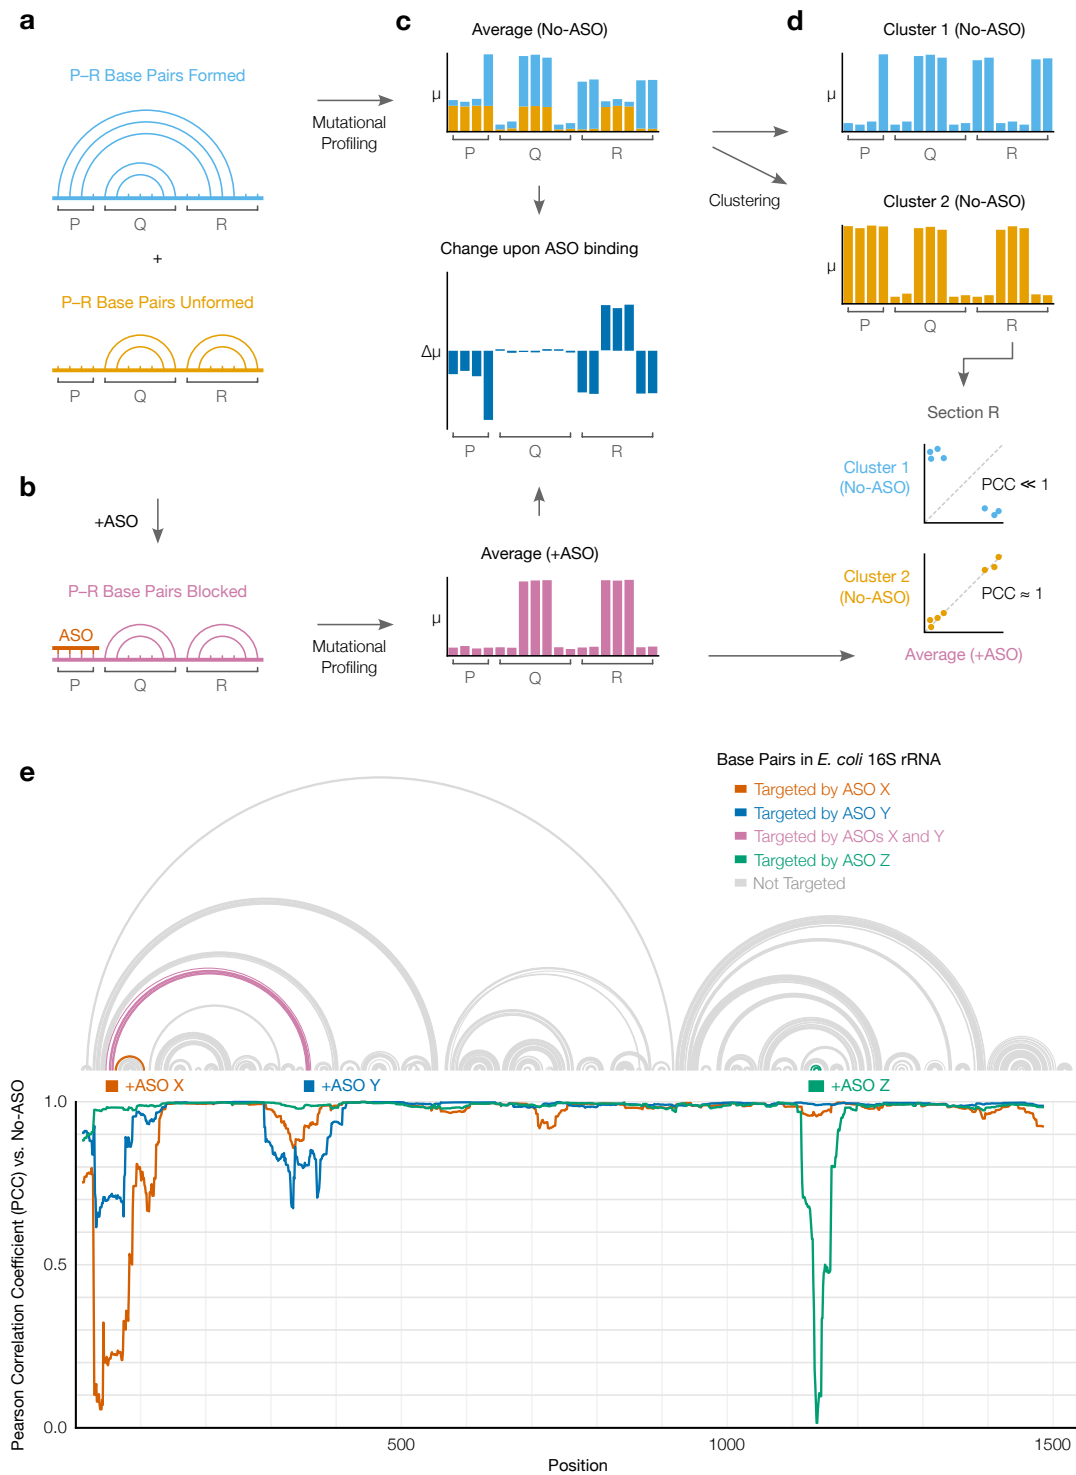 a
P–R Base Pairs Formed
P
Q
R
+
P–R Base Pairs Unformed
P
Q
R
b
+ASO
P–R Base Pairs Blocked
ASO
P
Q
R
Mutational
Profiling
Mutational
Profiling
c
Average (No-ASO)
μ
P
Q
R
Change upon ASO binding
Δμ
P
Q
R
Average (+ASO)
μ
P
Q
R
Clustering
d
Cluster 1 (No-ASO)
μ
P
Q
R
Cluster 2 (No-ASO)
μ
P
Q
R
Section R
Cluster 1
(No-ASO)
PCC ≪ 1
Cluster 2
(No-ASO)
PCC ≈ 1
Average (+ASO)
e
Base Pairs in E. coli 16S rRNA
Targeted by ASO X
Targeted by ASO Y
Targeted by ASOs X and Y
Targeted by ASO Z
Not Targeted
+ASO X
+ASO Y
+ASO Z
Pearson Correlation Coefficient (PCC) vs. No-ASO
1.0
0.5
0.0
500
1000
1500
Position